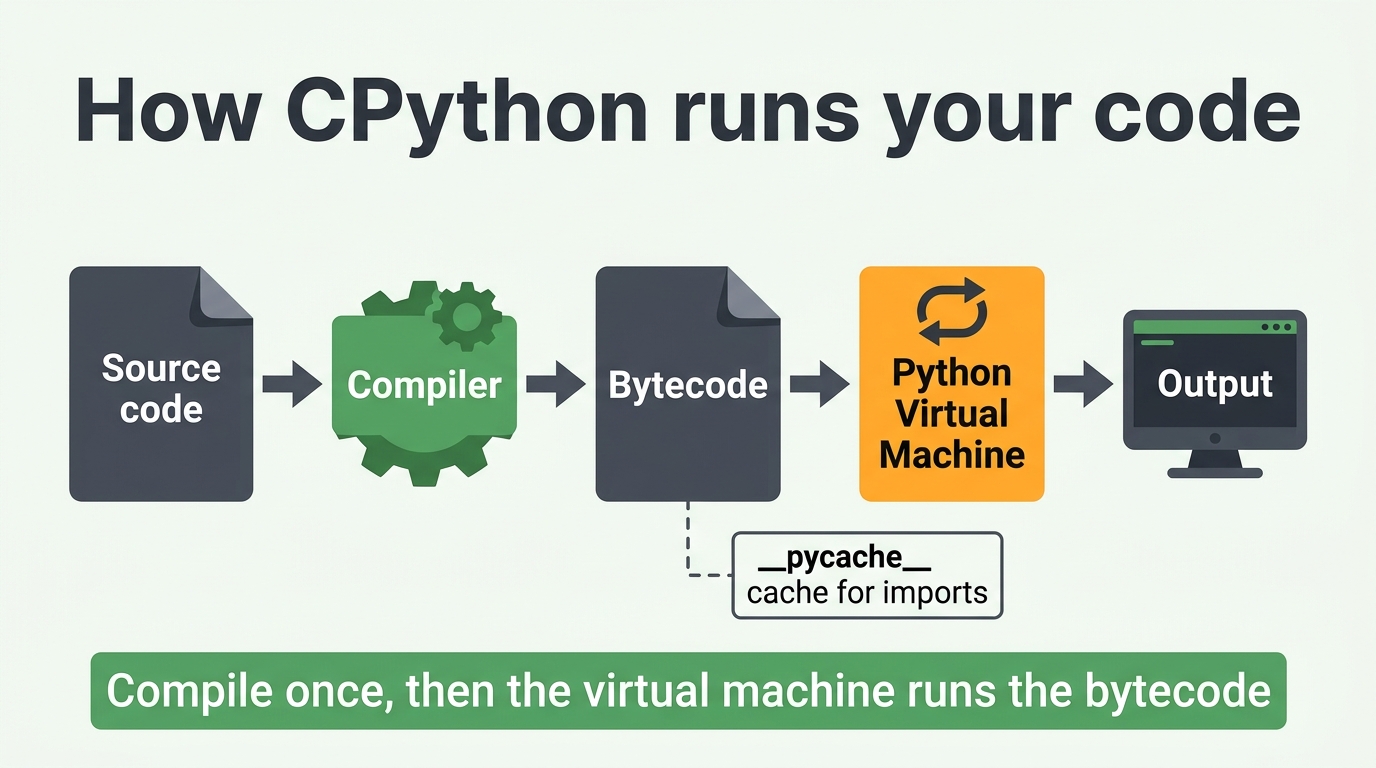 How CPython runs your code
Source
code
Compiler
Bytecode
Python
Virtual
Machine
Output
__pycache__
cache for imports
Compile once, then the virtual machine runs the bytecode